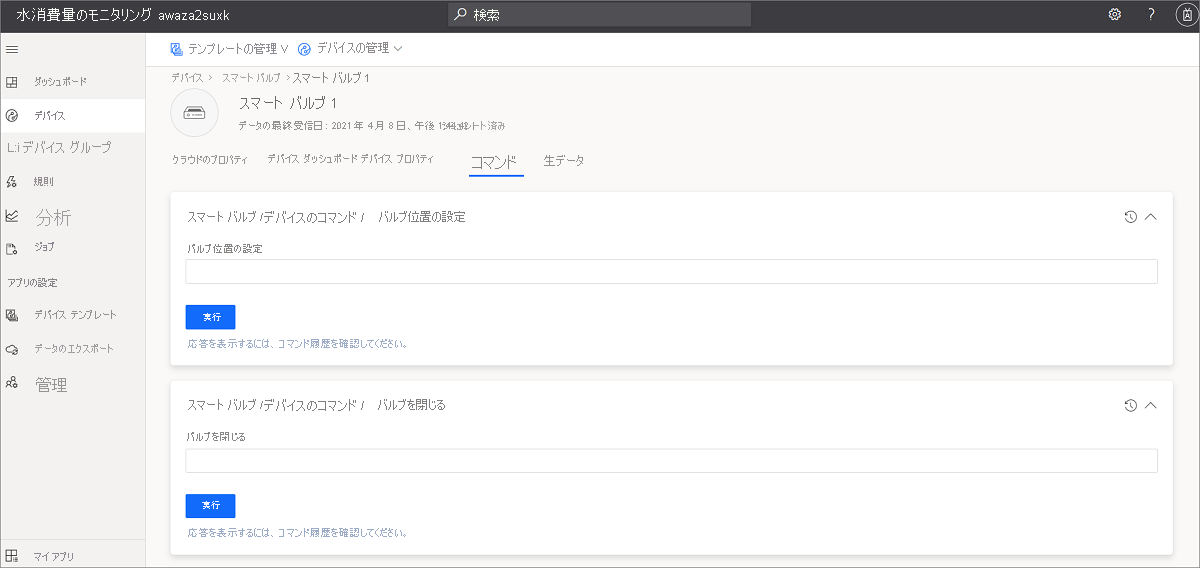 水消費量のモニタリング awaza2suxk
検索
?
テンプレートの管理
デバイスの管理
デバイス > スマート バルブ > スマート バルブ 1
スマート バルブ 1
データの最終受信日: 2021 年 4 月 8 日、午後
クラウドのプロパティ
デバイス ダッシュボード デバイス プロパティ
コマンド
生データ
ダッシュボード
デバイス
デバイス グループ
規則
分析
ジョブ
アプリの設定
デバイス テンプレート
データのエクスポート
管理
マイ アプリ
スマート バルブ /デバイスのコマンド / バルブ位置の設定
バルブ位置の設定
実行
応答を表示するには、コマンド履歴を確認してください。
スマート バルブ /デバイスのコマンド / バルブを閉じる
バルブを閉じる
実行
応答を表示するには、コマンド履歴を確認してください。